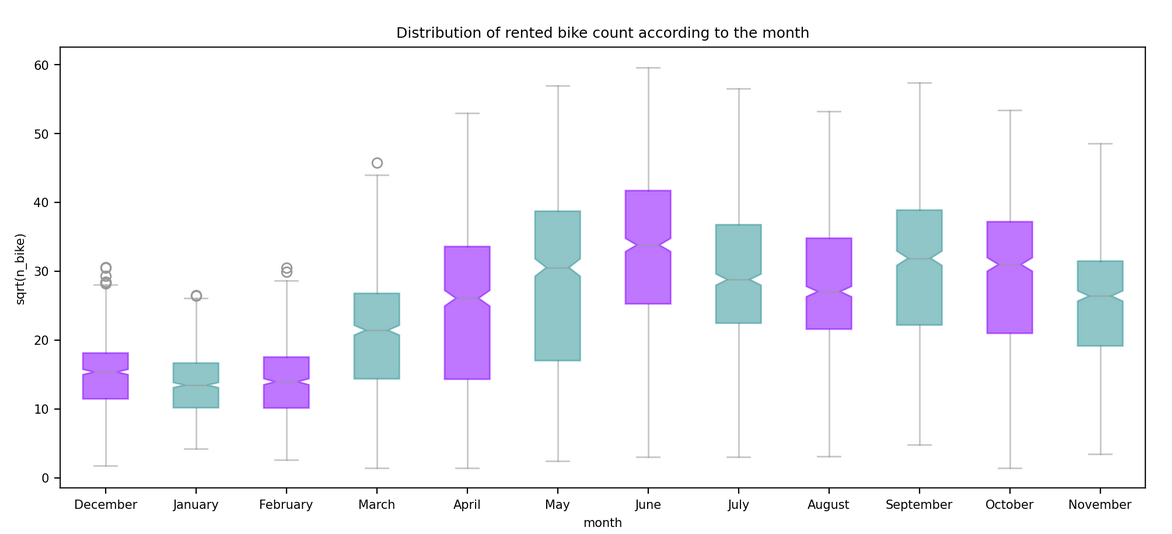 Distribution of rented bike count according to the month
sqrt(n_bike)
60
50
40
30
20
10
0
December January February March April May June July August September October November
month